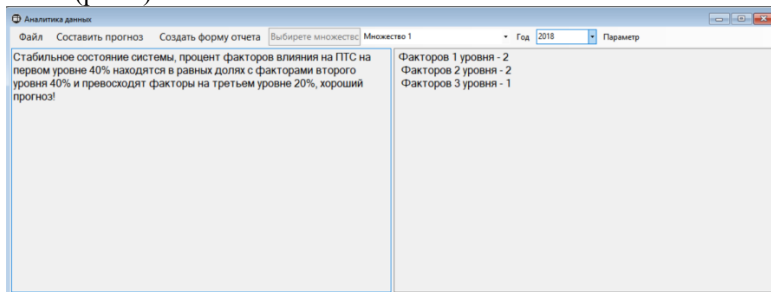 Аналитика данных
Файл Составить прогноз Создать форму отчета Выбирете множествс Множество 1 Год 2018 Параметр
Стабильное состояние системы, процент факторов влияния на ПТС на
первом уровне 40% находятся в равных долях с факторами второго
уровня 40% и превосходят факторы на третьем уровне 20%, хороший
прогноз!
Факторов 1 уровня - 2
Факторов 2 уровня - 2
Факторов 3 уровня - 1